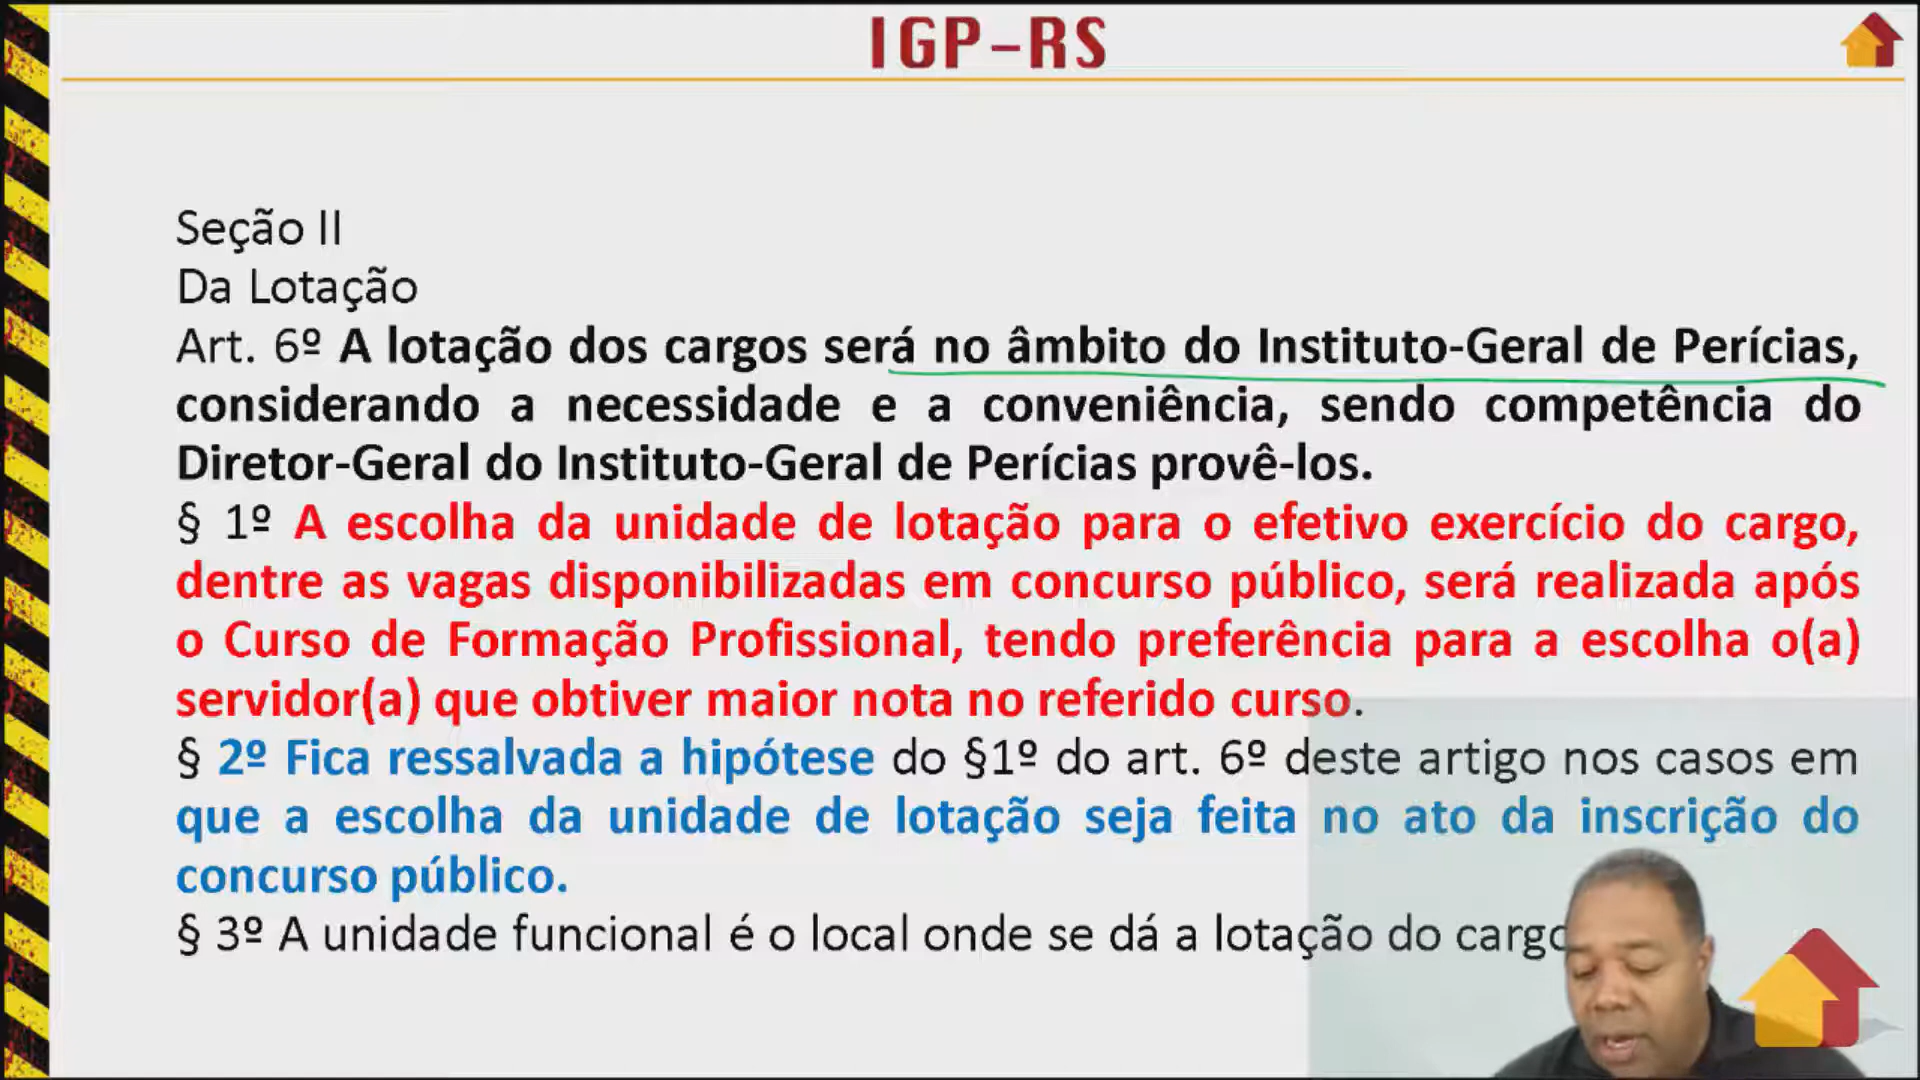 IGP-RS
Seção II
Da Lotação
Art. 6º A lotação dos cargos será no âmbito do Instituto-Geral de Perícias,
considerando a necessidade e a conveniência, sendo competência do
Diretor-Geral do Instituto-Geral de Perícias provê-los.
§ 1º A escolha da unidade de lotação para o efetivo exercício do cargo,
dentre as vagas disponibilizadas em concurso público, será realizada após
o Curso de Formação Profissional, tendo preferência para a escolha o(a)
servidor(a) que obtiver maior nota no referido curso.
§ 2º Fica ressalvada a hipótese do §1º do art. 6º deste artigo nos casos em
que a escolha da unidade de lotação seja feita no ato da inscrição do
concurso público.
§ 3º A unidade funcional é o local onde se dá a lotação do cargo